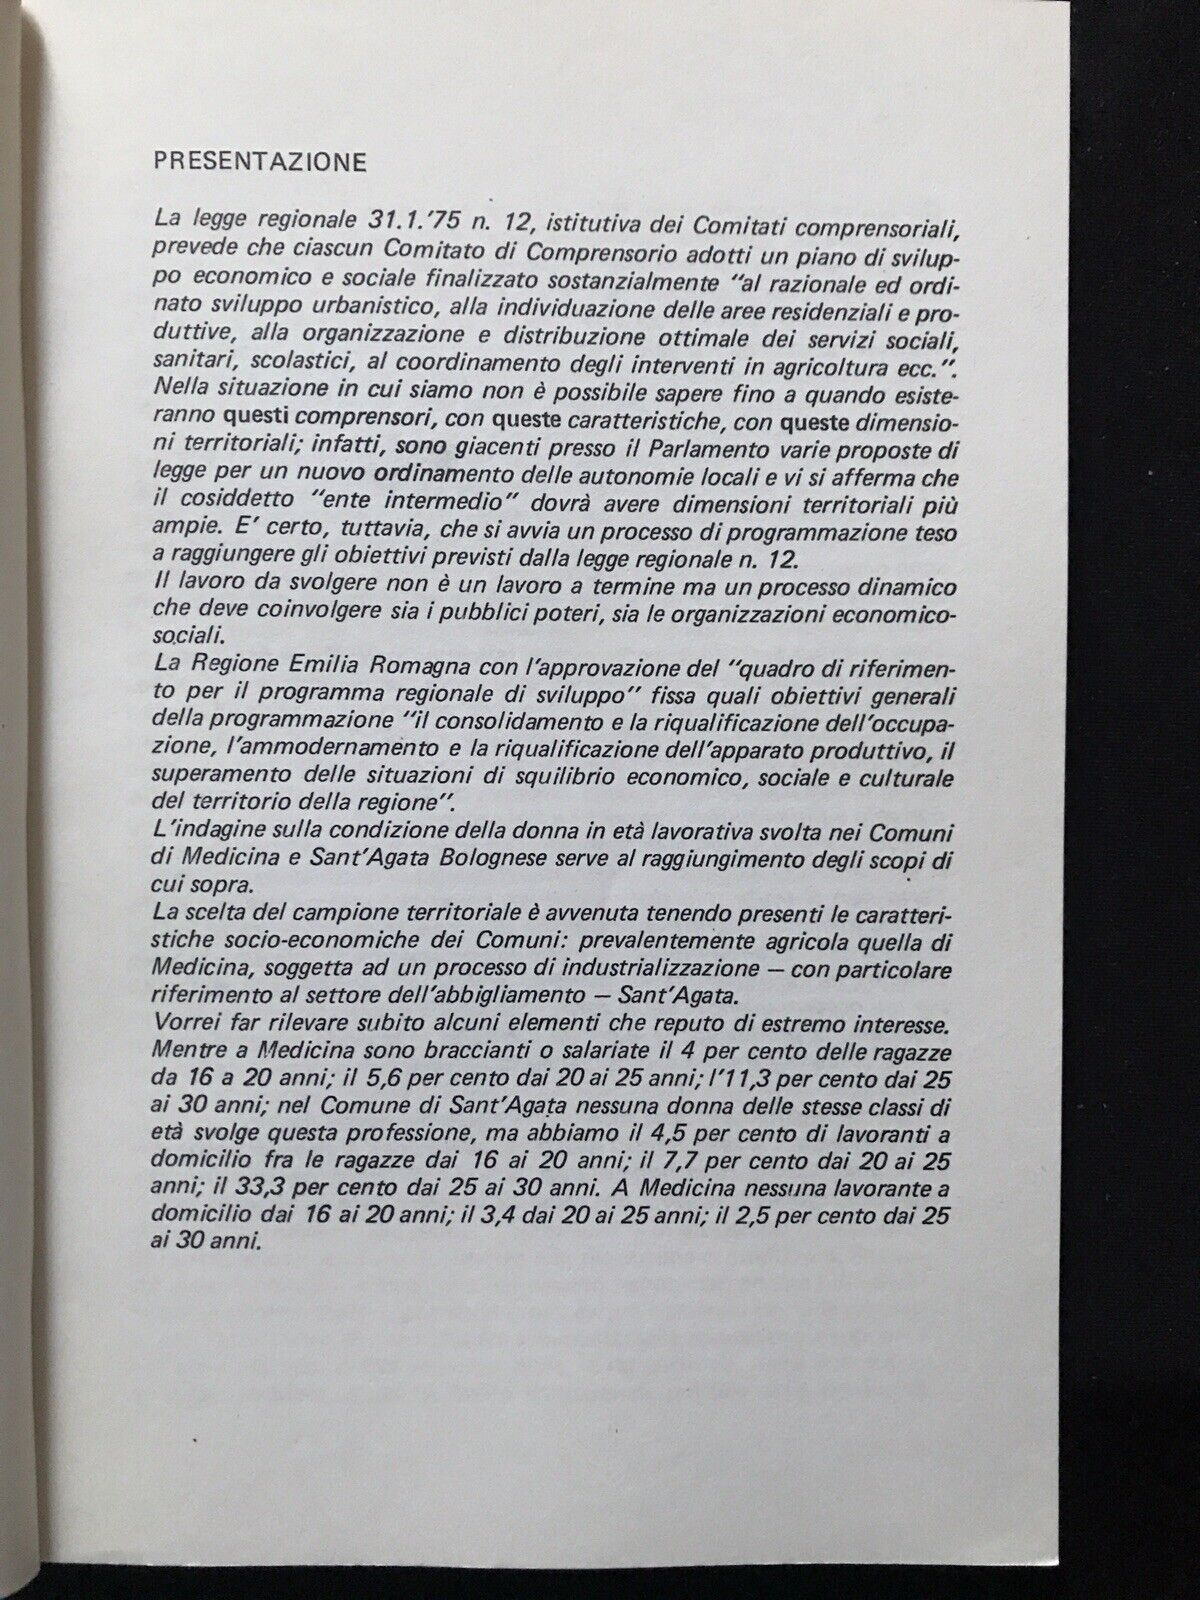 PRESENTAZIONE
La legge regionale 31.1.'75 n. 12, istitutiva dei Comitati comprensoriali,
prevede che ciascun Comitato di Comprensorio adotti un piano di svilup-
po economico e sociale finalizzato sostanzialmente "al razionale ed ordi-
nato sviluppo urbanistico, alla individuazione delle aree residenziali e pro-
duttive, alla organizzazione e distribuzione ottimale dei servizi sociali,
sanitari, scolastici, al coordinamento degli interventi in agricoltura ecc.".
Nella situazione in cui siamo non è possibile sapere fino a quando esiste-
ranno questi comprensori, con queste caratteristiche, con queste dimensio-
ni territoriali; infatti, sono giacenti presso il Parlamento varie proposte di
legge per un nuovo ordinamento delle autonomie locali e vi si afferma che
il cosiddetto "ente intermedio" dovrà avere dimensioni territoriali più
ampie. E' certo, tuttavia, che si avvia un processo di programmazione teso
a raggiungere gli obiettivi previsti dalla legge regionale n. 12.
Il lavoro da svolgere non è un lavoro a termine ma un processo dinamico
che deve coinvolgere sia i pubblici poteri, sia le organizzazioni economico-
sociali.
La Regione Emilia Romagna con l'approvazione del "quadro di riferimen-
to per il programma regionale di sviluppo" fissa quali obiettivi generali
della programmazione "il consolidamento e la riqualificazione dell'occupa-
zione, l'ammodernamento e la riqualificazione dell'apparato produttivo, il
superamento delle situazioni di squilibrio economico, sociale e culturale
del territorio della regione".
L'indagine sulla condizione della donna in età lavorativa svolta nei Comuni
di Medicina e Sant'Agata Bolognese serve al raggiungimento degli scopi di
cui sopra.
La scelta del campione territoriale è avvenuta tenendo presenti le caratteri-
stiche socio-economiche dei Comuni: prevalentemente agricola quella di
Medicina, soggetta ad un processo di industrializzazione — con particolare
riferimento al settore dell'abbigliamento — Sant'Agata.
Vorrei far rilevare subito alcuni elementi che reputo di estremo interesse.
Mentre a Medicina sono braccianti o salariate il 4 per cento delle ragazze
da 16 a 20 anni; il 5,6 per cento dai 20 ai 25 anni; l'11,3 per cento dai 25
ai 30 anni; nel Comune di Sant'Agata nessuna donna delle stesse classi di
età svolge questa professione, ma abbiamo il 4,5 per cento di lavoranti a
domicilio fra le ragazze dai 16 ai 20 anni; il 7,7 per cento dai 20 ai 25
anni; il 33,3 per cento dai 25 ai 30 anni. A Medicina nessuna lavorante a
domicilio dai 16 ai 20 anni; il 3,4 dai 20 ai 25 anni; il 2,5 per cento dai 25
ai 30 anni.